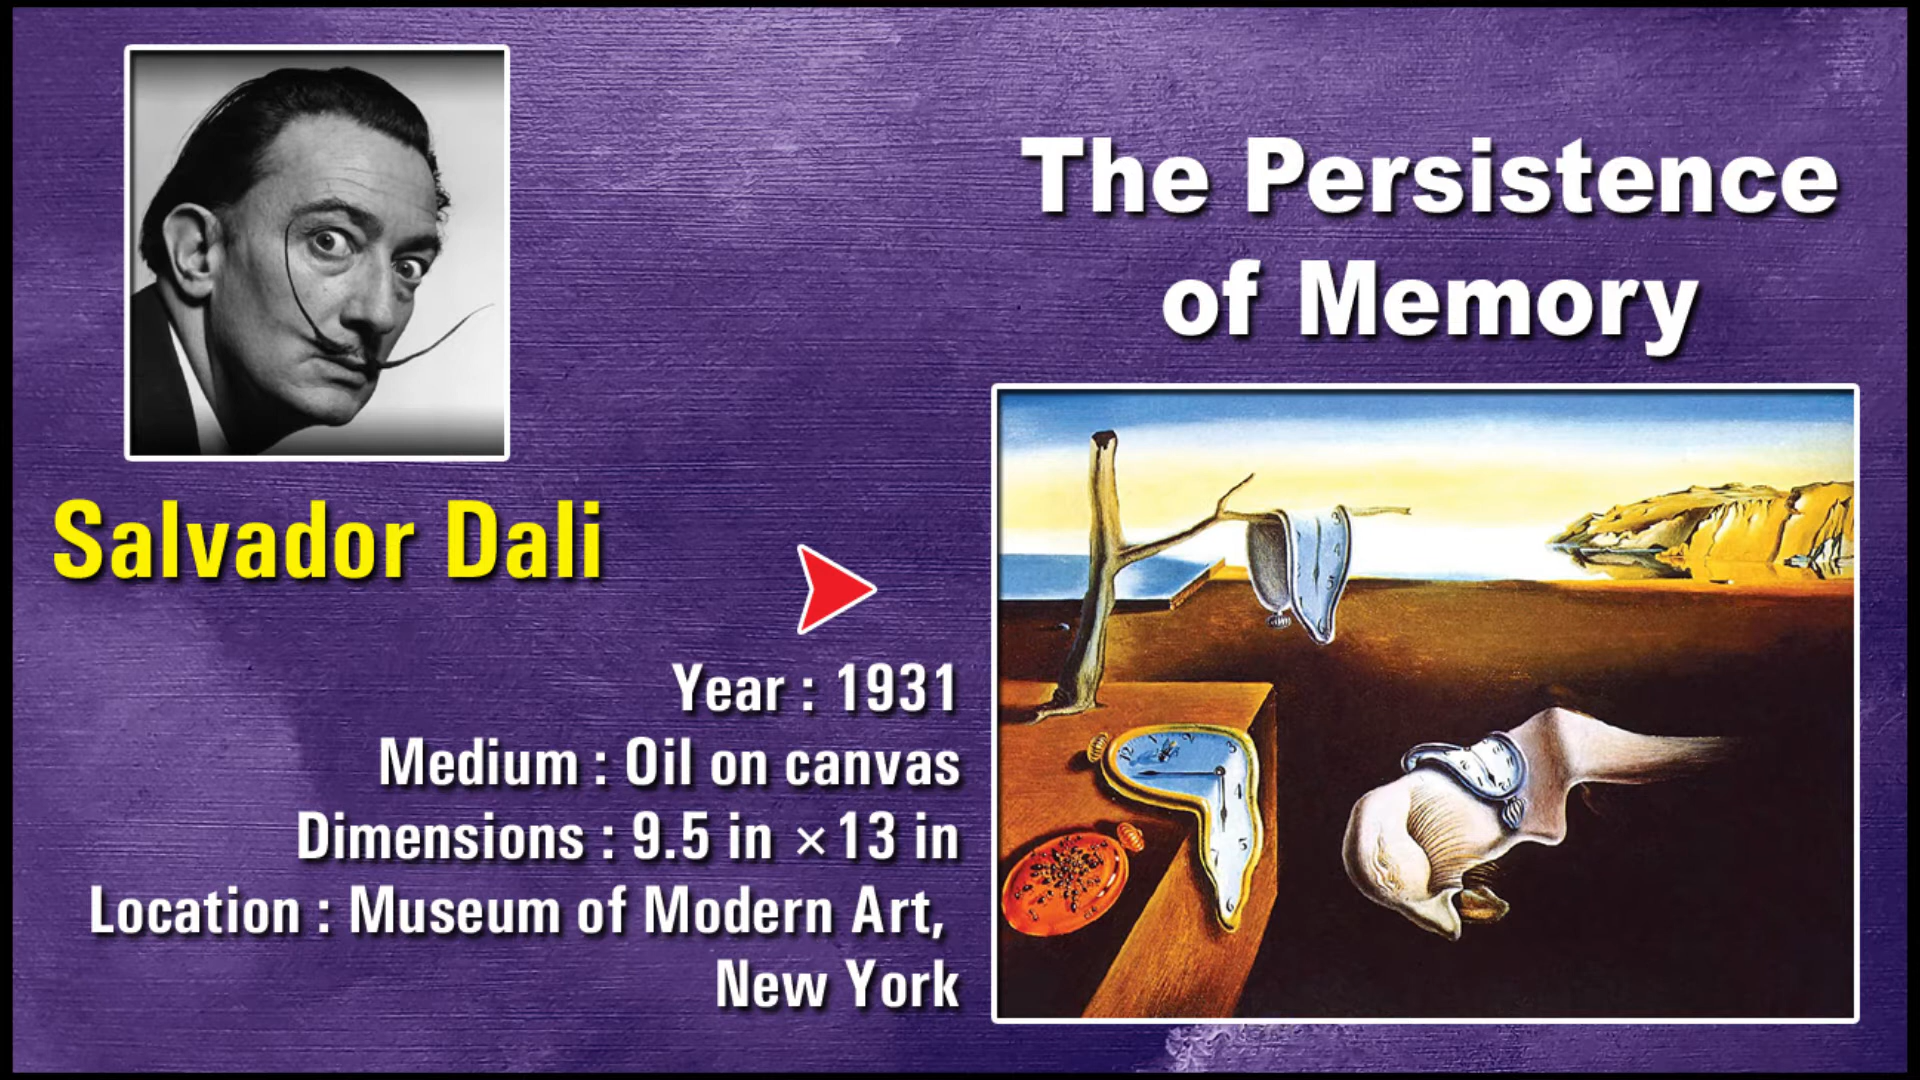 The Persistence
of Memory
Salvador Dali
Year : 1931
Medium : Oil on canvas
Dimensions : 9.5 in ×13 in
Location : Museum of Modern Art,
New York